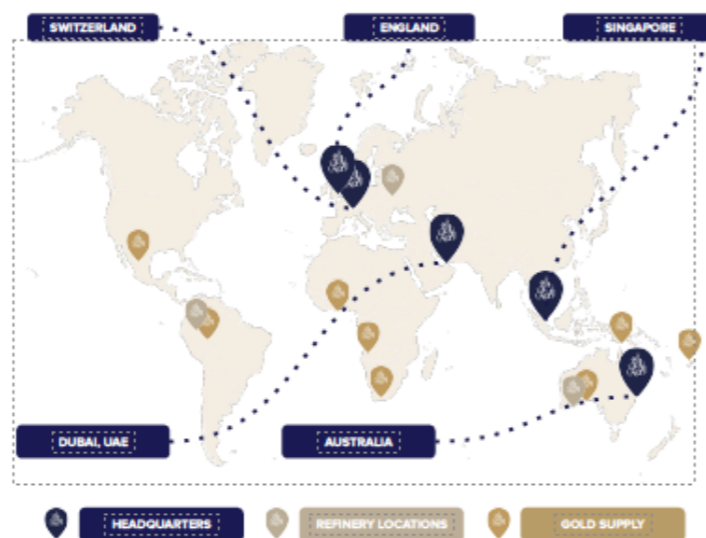 SWITZERLAND
ENGLAND
SINGAPORE
DUBAI, UAE
AUSTRALIA
HEADQUARTERS
REFINERY LOCATIONS
GOLD SUPPLY